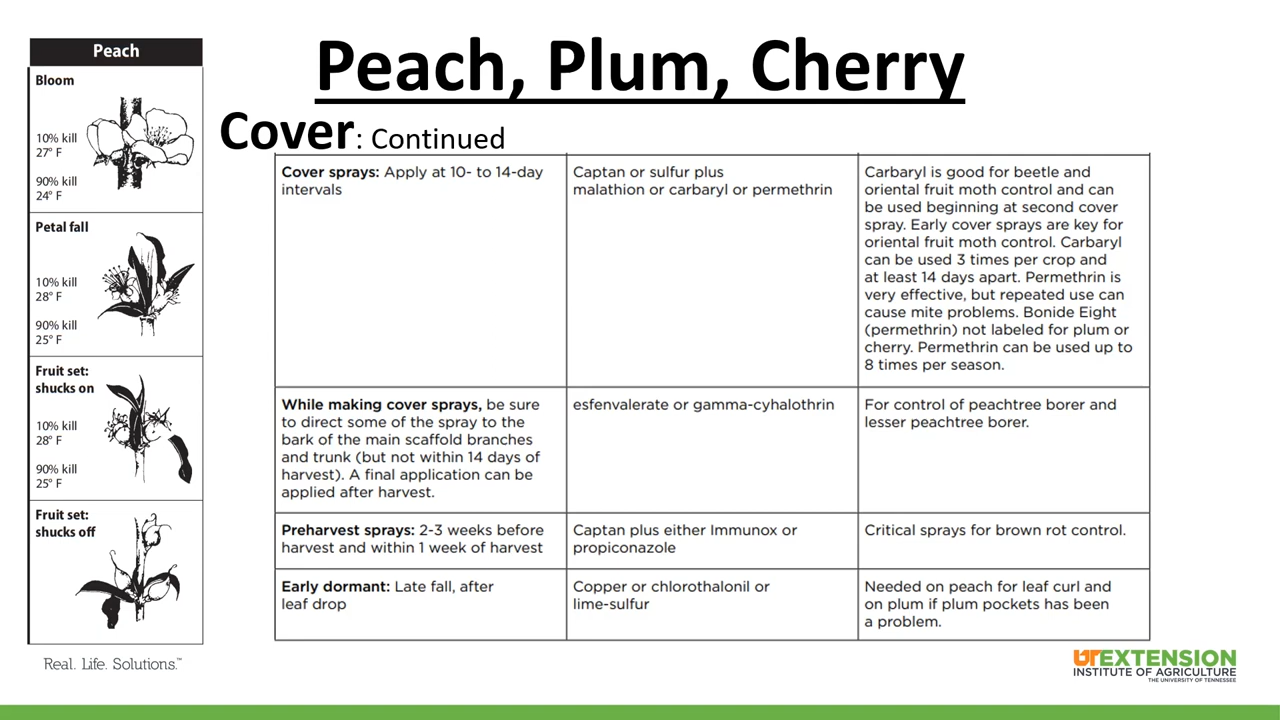 Peach, Plum, Cherry
Cover: Continued
Peach
Bloom
10% kill
27° F
90% kill
24° F
Petal fall
10% kill
28° F
90% kill
25° F
Fruit set:
shucks on
10% kill
28° F
90% kill
25° F
Fruit set:
shucks off
Cover sprays: Apply at 10- to 14-day
intervals
Captan or sulfur plus
malathion or carbaryl or permethrin
Carbaryl is good for beetle and
oriental fruit moth control and can
be used beginning at second cover
spray. Early cover sprays are key for
oriental fruit moth control. Carbaryl
can be used 3 times per crop and
at least 14 days apart. Permethrin is
very effective, but repeated use can
cause mite problems. Bonide Eight
(permethrin) not labeled for plum or
cherry. Permethrin can be used up to
8 times per season.
While making cover sprays, be sure
to direct some of the spray to the
bark of the main scaffold branches
and trunk (but not within 14 days of
harvest). A final application can be
applied after harvest.
esfenvalerate or gamma-cyhalothrin
For control of peachtree borer and
lesser peachtree borer.
Preharvest sprays: 2-3 weeks before
harvest and within 1 week of harvest
Captan plus either Immunox or
propiconazole
Critical sprays for brown rot control.
Early dormant: Late fall, after
leaf drop
Copper or chlorothalonil or
lime-sulfur
Needed on peach for leaf curl and
on plum if plum pockets has been
a problem.
Real. Life. Solutions.™
UT EXTENSION
INSTITUTE OF AGRICULTURE
THE UNIVERSITY OF TENNESSEE